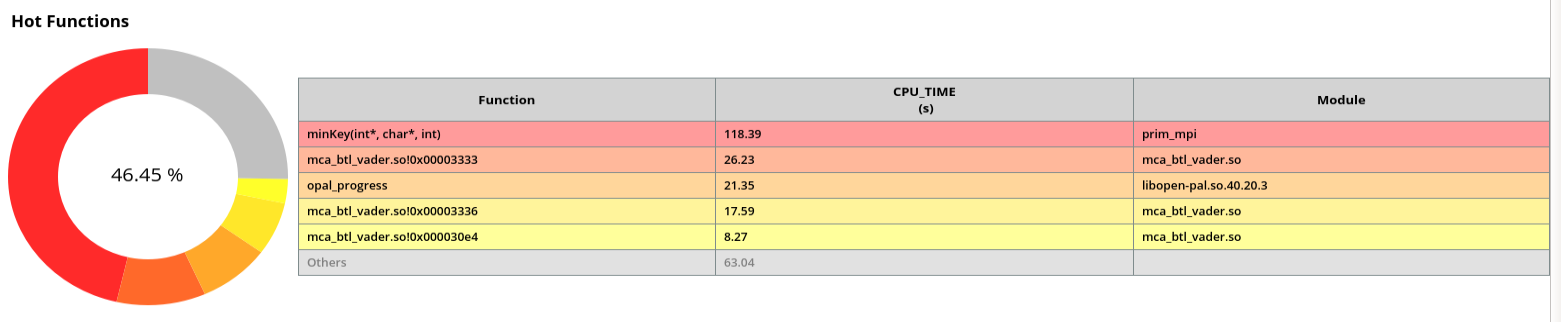 Hot Functions
46.45 %
Function CPU_TIME (s) Module
minKey(int*, char*, int) 118.39 prim_mpi
mca_btl_vader.so!0x00003333 26.23 mca_btl_vader.so
opal_progress 21.35 libopen-pal.so.40.20.3
mca_btl_vader.so!0x00003336 17.59 mca_btl_vader.so
mca_btl_vader.so!0x000030e4 8.27 mca_btl_vader.so
Others 63.04